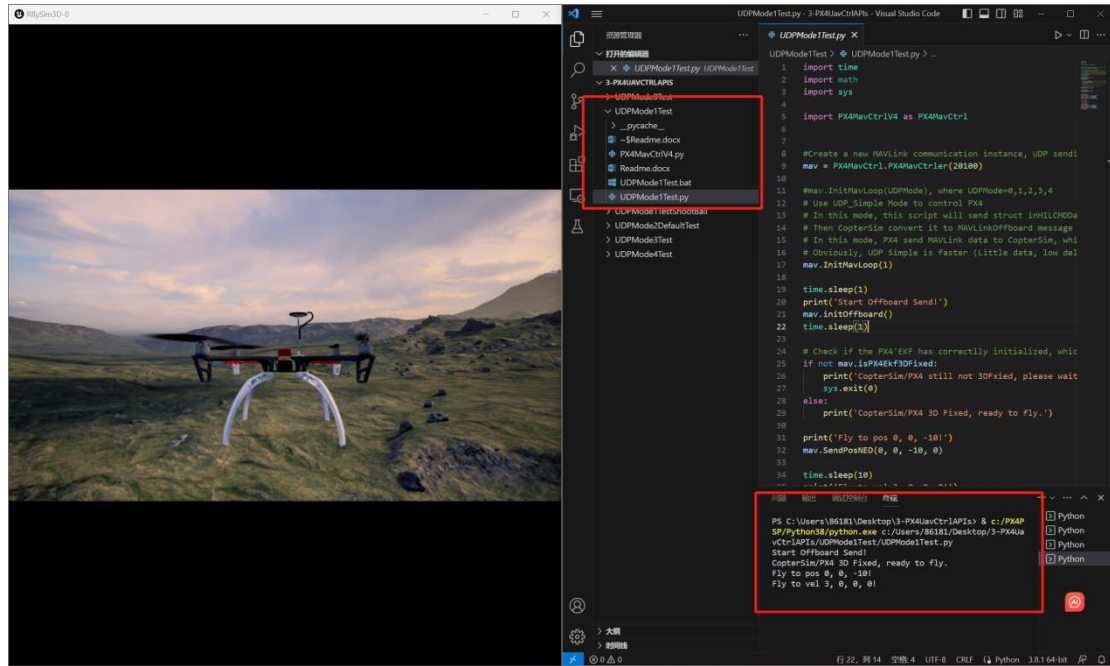 RflySim3D-0
UDPMode1Test.py - 3-PX4UavCtrlAPIs - Visual Studio Code
资源管理器
打开的编辑器
UDPMode1Test.py UDPMode1Test
3-PX4UAVCTRLAPIS
UDPMode0Test
UDPMode1Test
__pycache__
~$Readme.docx
PX4MavCtrlV4.py
Readme.docx
UDPMode1Test.bat
UDPMode1Test.py
UDPMode1TestShootBall
UDPMode2DefaultTest
UDPMode3Test
UDPMode4Test
大纲
时间线
UDPMode1Test.py
UDPMode1Test > UDPMode1Test.py > ...
1 import time
2 import math
3 import sys
4
5 import PX4MavCtrlV4 as PX4MavCtrl
6
7
8 #Create a new MAVLink communication instance, UDP sendi
9 mav = PX4MavCtrl.PX4MavCtrler(20100)
10
11 #mav.InitMavLoop(UDPMode), where UDPMode=0,1,2,3,4
12 # Use UDP_Simple Mode to control PX4
13 # In this mode, this script will send struct inHILCMDDa
14 # Then CopterSim convert it to MAVLinkOffboard message
15 # In this mode, PX4 send MAVLink data to CopterSim, whi
16 # Obviously, UDP Simple is faster (Little data, low del
17 mav.InitMavLoop(1)
18
19 time.sleep(1)
20 print('Start Offboard Send!')
21 mav.initOffboard()
22 time.sleep(1)
23
24 # Check if the PX4'EKF has correctlly initialized, whic
25 if not mav.isPX4Ekf3DFixed:
26 print('CopterSim/PX4 still not 3DFxied, please wait
27 sys.exit(0)
28 else:
29 print('CopterSim/PX4 3D Fixed, ready to fly.')
30
31 print('Fly to pos 0, 0, -10!')
32 mav.SendPosNED(0, 0, -10, 0)
33
34 time.sleep(10)
问题 输出 调试控制台 终端
PS C:\Users\86181\Desktop\3-PX4UavCtrlAPIs> & c:/PX4P
SP/Python38/python.exe c:/Users/86181/Desktop/3-PX4Ua
vCtrlAPIs/UDPMode1Test/UDPMode1Test.py
Start Offboard Send!
CopterSim/PX4 3D Fixed, ready to fly.
Fly to pos 0, 0, -10!
Fly to vel 3, 0, 0, 0!
Python
Python
Python
Python
0 0
行 22，列 14 空格: 4 UTF-8 CRLF Python 3.8.1 64-bit